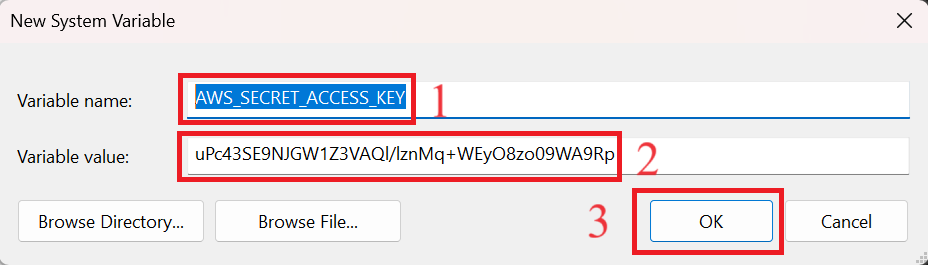 New System Variable
Variable name: AWS_SECRET_ACCESS_KEY 1
Variable value: uPc43SE9NJGW1Z3VAQl/lznMq+WEyO8zo09WA9Rp 2
Browse Directory... Browse File... 3 OK Cancel